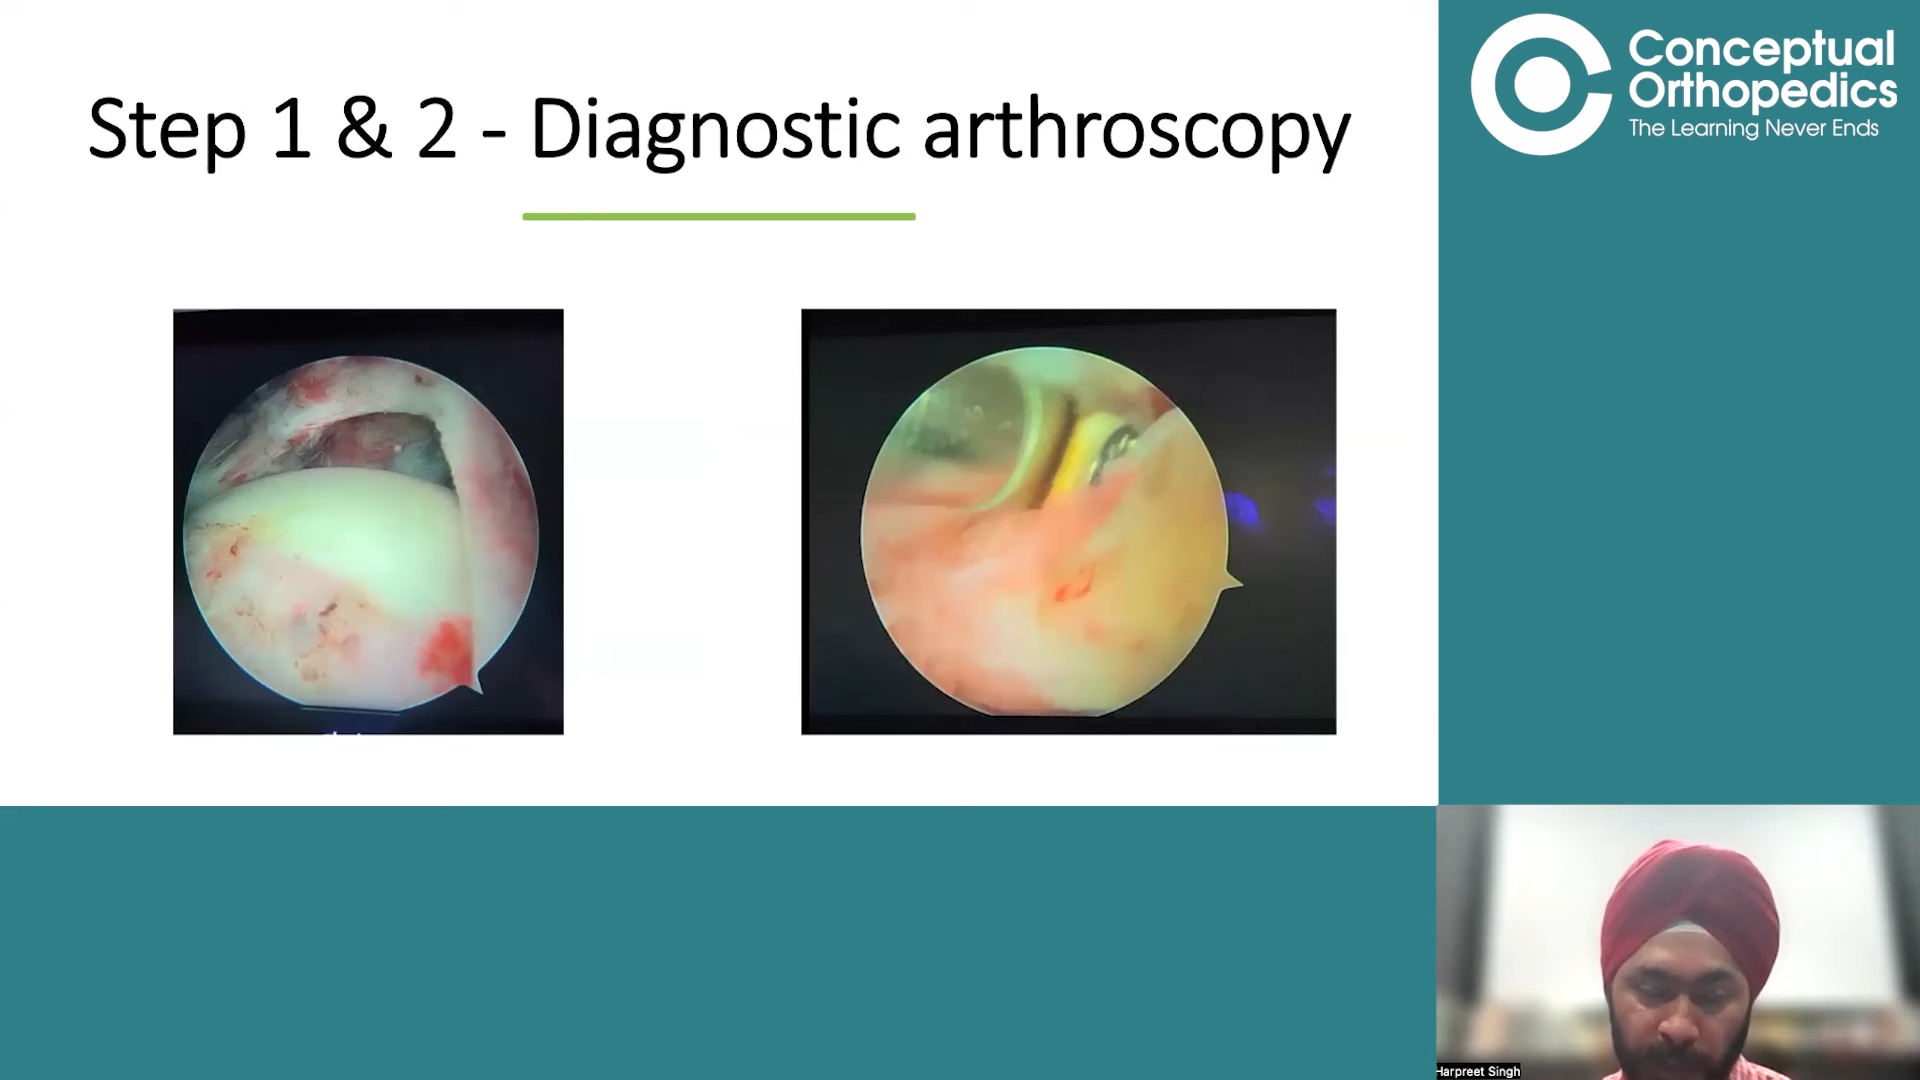 Step 1 & 2 - Diagnostic arthroscopy
Conceptual
Orthopedics
The Learning Never Ends
Harpreet Singh